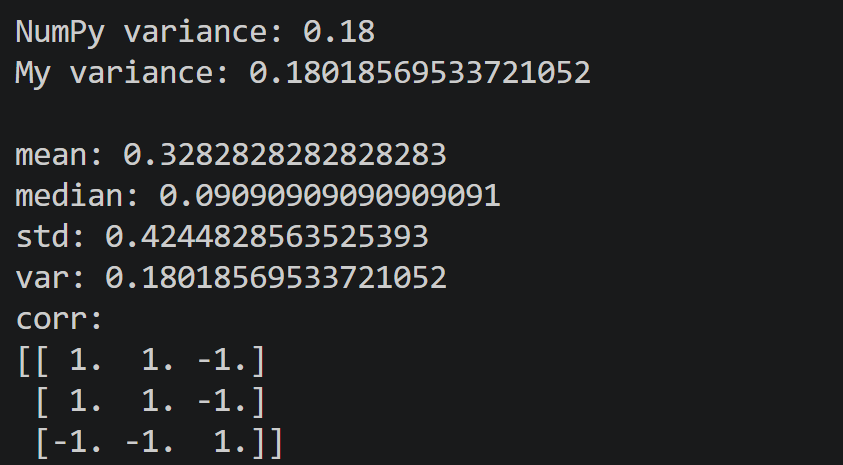 NumPy variance: 0.18
My variance: 0.18018569533721052

mean: 0.3282828282828283
median: 0.09090909090909091
std: 0.4244828563525393
var: 0.18018569533721052
corr:
[[ 1.  1. -1.]
 [ 1.  1. -1.]
 [-1. -1.  1.]]